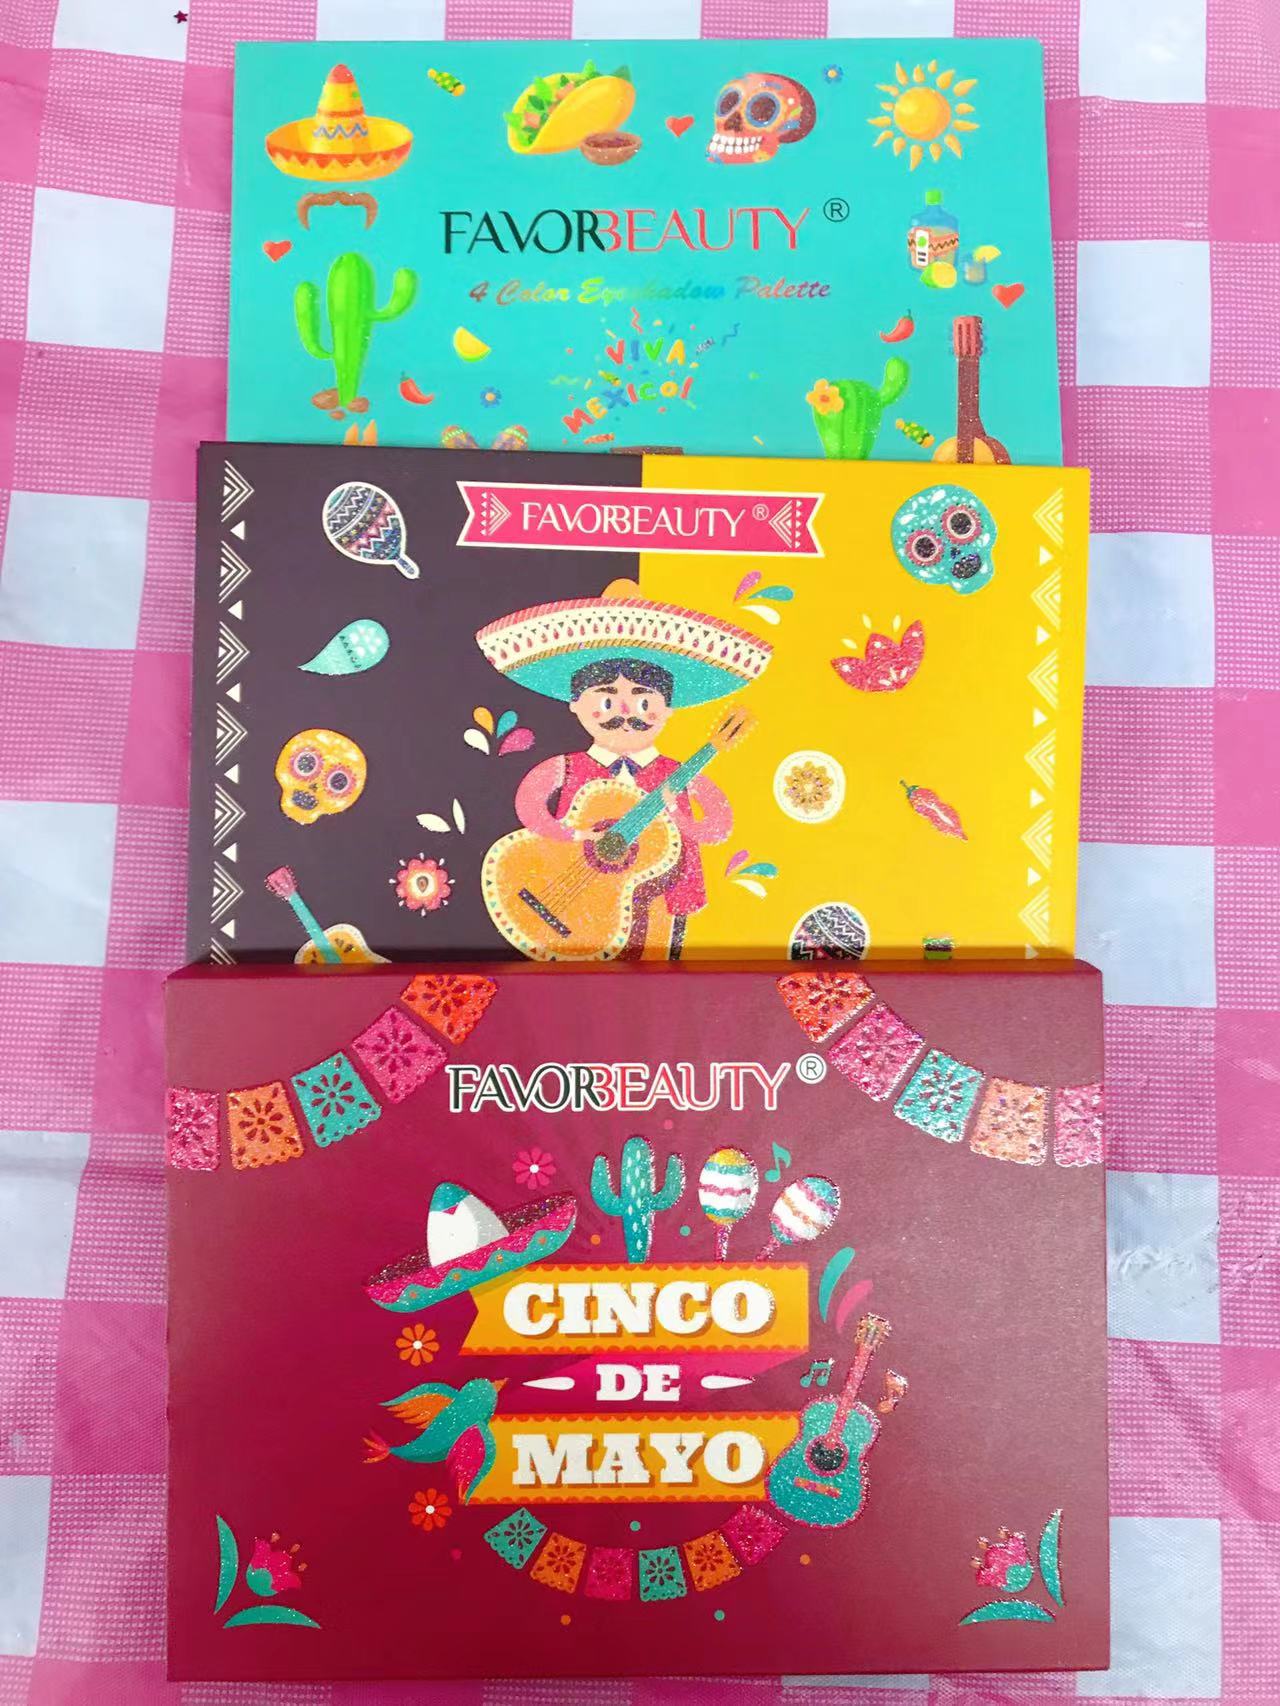 FAVORBEAUTY ®
4 Color Eyeshadow Palette
VIVA
MEXICO!
FAVORBEAUTY ®
FAVORBEAUTY ®
CINCO
DE
MAYO